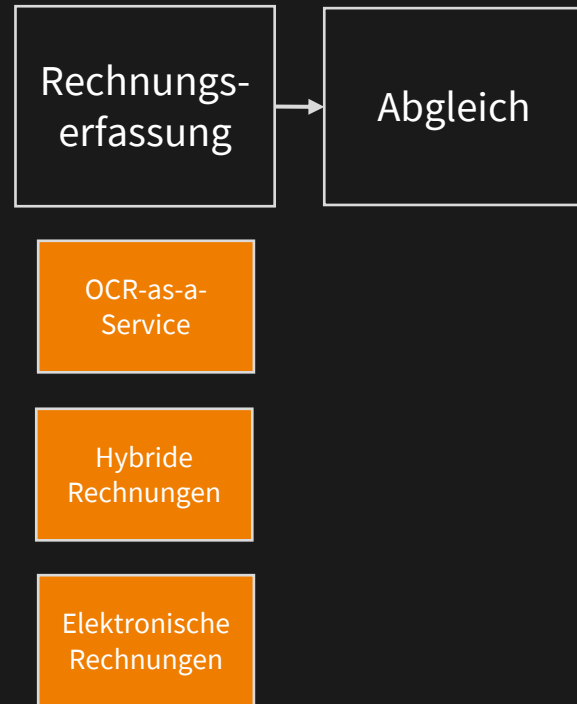 Rechnungs-
erfassung
Abgleich
OCR-as-a-
Service
Hybride
Rechnungen
Elektronische
Rechnungen